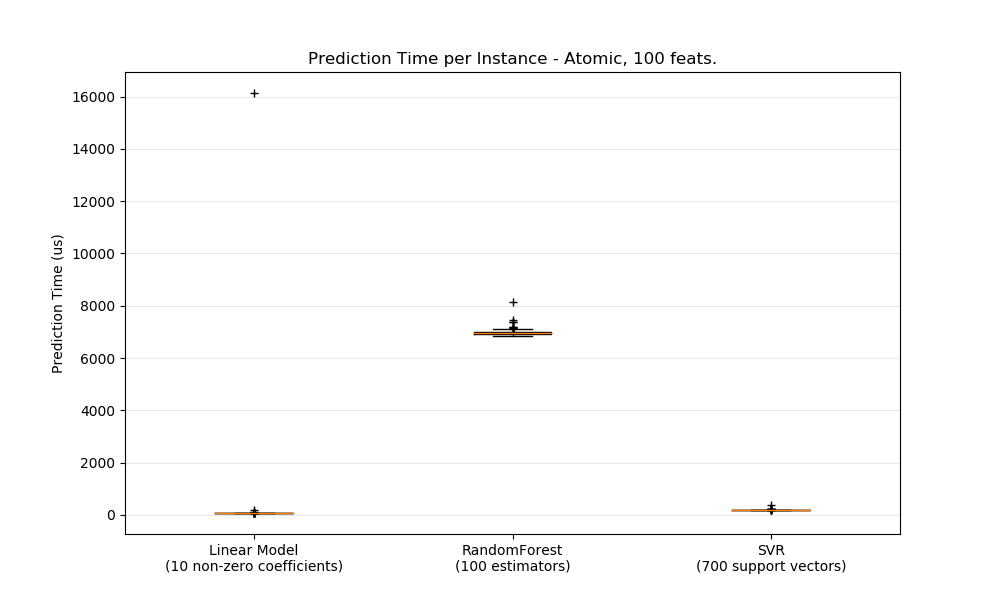 Prediction Time per Instance - Atomic, 100 feats.
Prediction Time (us)
16000
14000
12000
10000
8000
6000
4000
2000
0
Linear Model
(10 non-zero coefficients)
RandomForest
(100 estimators)
SVR
(700 support vectors)